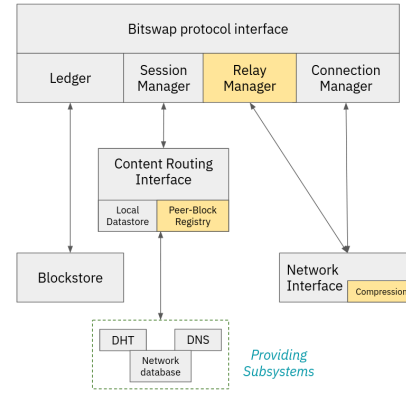 Bitswap protocol interface
Ledger
Session
Manager
Relay
Manager
Connection
Manager
Content Routing
Interface
Local
Datastore
Peer-Block
Registry
Blockstore
Network
Interface
Compression
DHT
DNS
Network
database
Providing
Subsystems